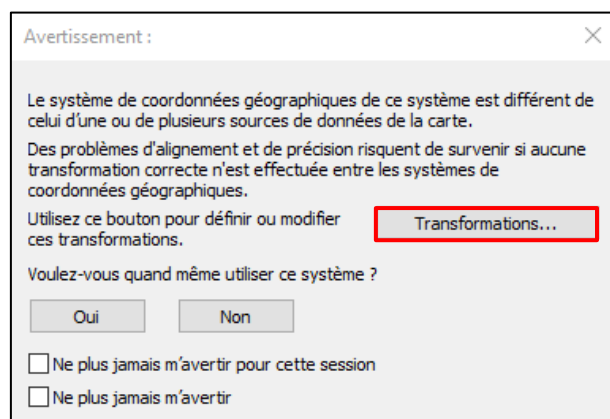 Avertissement :
Le système de coordonnées géographiques de ce système est différent de
celui d'une ou de plusieurs sources de données de la carte.
Des problèmes d'alignement et de précision risquent de survenir si aucune
transformation correcte n'est effectuée entre les systèmes de
coordonnées géographiques.
Utilisez ce bouton pour définir ou modifier
ces transformations.
Transformations...
Voulez-vous quand même utiliser ce système ?
Oui
Non
Ne plus jamais m'avertir pour cette session
Ne plus jamais m'avertir